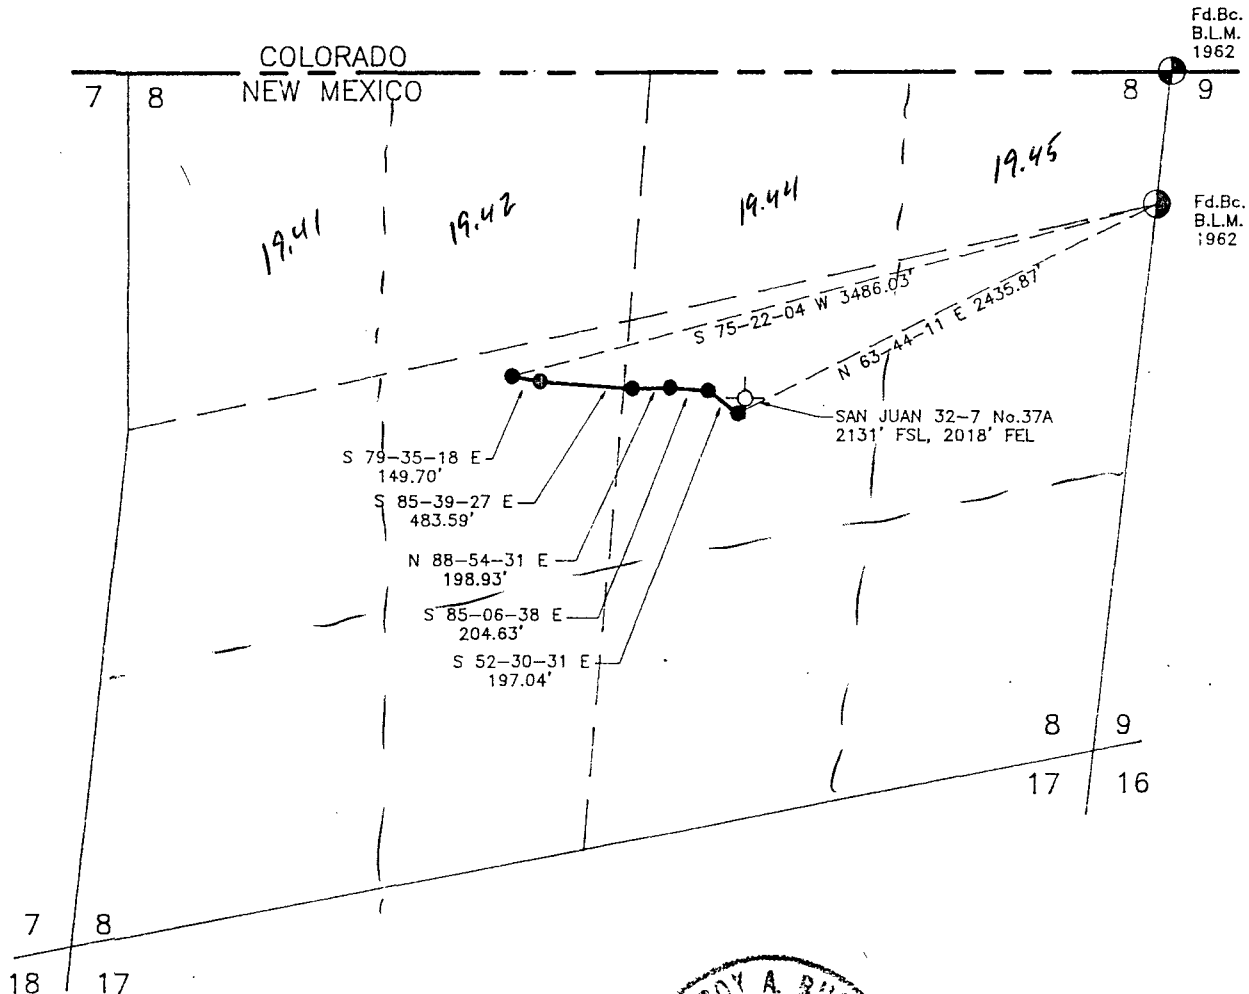 Fd.Bc.
B.L.M.
1962
COLORADO
NEW MEXICO
7 8
8 9
19.45
19.44
19.42
19.41
Fd.Bc.
B.L.M.
1962
S 75-22-04 W 3486.03'
N 63-44-11 E 2435.87'
SAN JUAN 32-7 No.37A
2131' FSL, 2018' FEL
S 79-35-18 E
149.70'
S 85-39-27 E
483.59'
N 88-54-31 E
198.93'
S 85-06-38 E
204.63'
S 52-30-31 E
197.04'
8 9
17 16
7 8
18 17